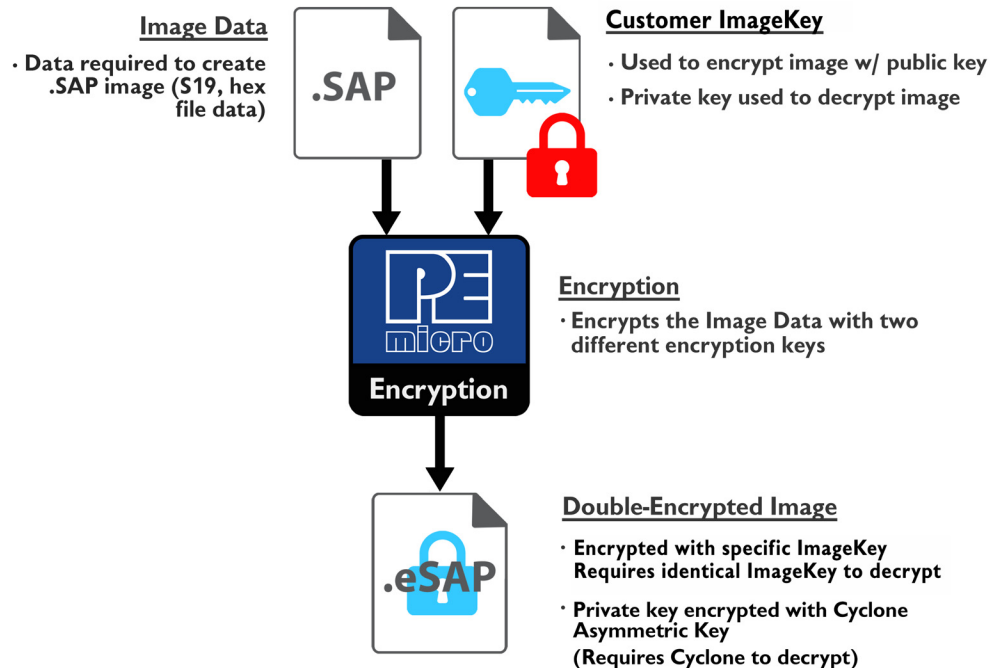 Image Data
· Data required to create
.SAP image (S19, hex
file data)
.SAP
Customer ImageKey
· Used to encrypt image w/ public key
· Private key used to decrypt image
PE
micro
Encryption
Encryption
· Encrypts the Image Data with two
different encryption keys
.eSAP
Double-Encrypted Image
· Encrypted with specific ImageKey
Requires identical ImageKey to decrypt
· Private key encrypted with Cyclone
Asymmetric Key
(Requires Cyclone to decrypt)